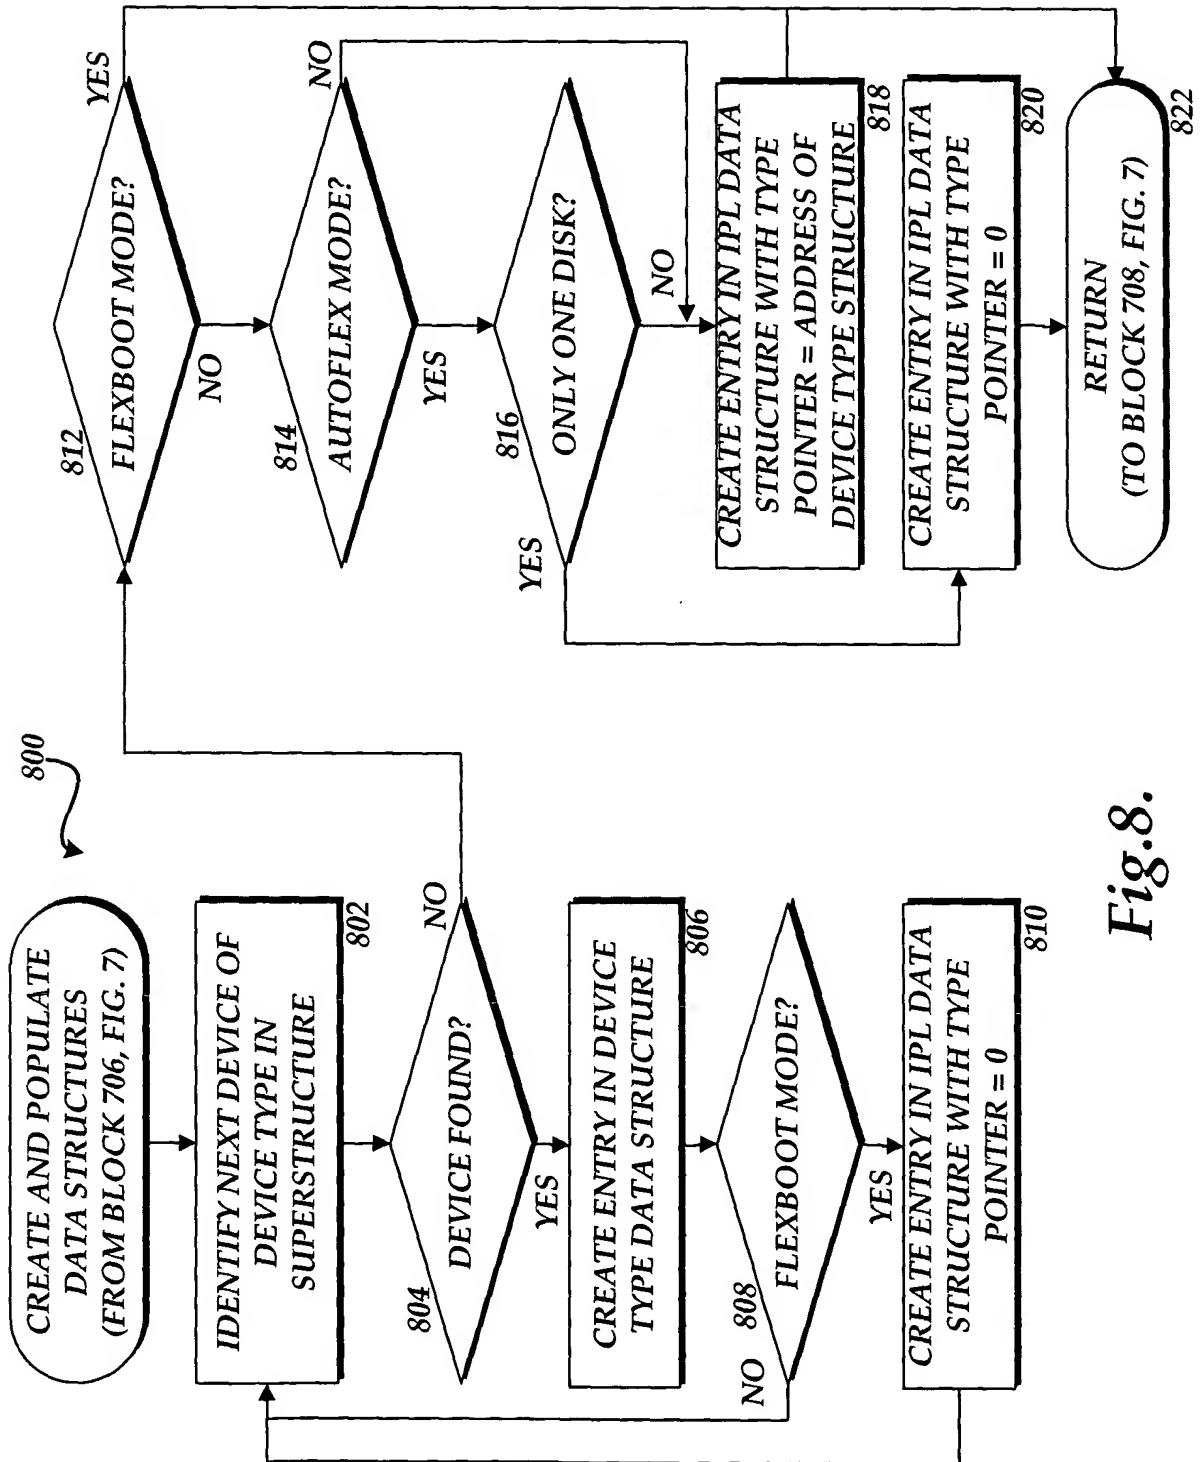 800
CREATE AND POPULATE
DATA STRUCTURES
(FROM BLOCK 706, FIG. 7)
IDENTIFY NEXT DEVICE OF
DEVICE TYPE IN
SUPERSTRUCTURE
802
804
DEVICE FOUND?
NO
YES
CREATE ENTRY IN DEVICE
TYPE DATA STRUCTURE
806
808
FLEXBOOT MODE?
NO
YES
CREATE ENTRY IN IPL DATA
STRUCTURE WITH TYPE
POINTER = 0
810
812
FLEXBOOT MODE?
YES
NO
814
AUTOFLEX MODE?
NO
YES
816
ONLY ONE DISK?
YES
NO
CREATE ENTRY IN IPL DATA
STRUCTURE WITH TYPE
POINTER = ADDRESS OF
DEVICE TYPE STRUCTURE
818
CREATE ENTRY IN IPL DATA
STRUCTURE WITH TYPE
POINTER = 0
820
RETURN
(TO BLOCK 708, FIG. 7)
822
Fig.8.